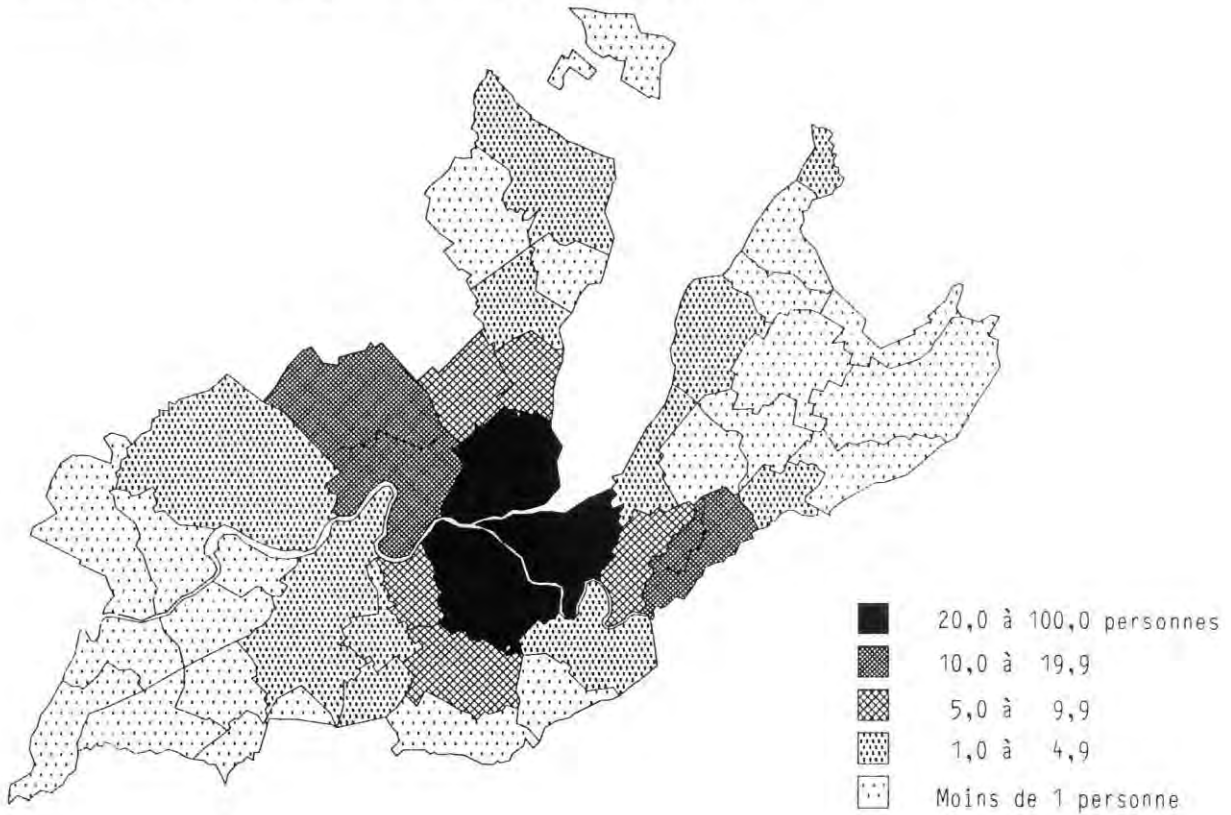 20,0 à 100,0 personnes
10,0 à 19,9
5,0 à 9,9
1,0 à 4,9
Moins de 1 personne